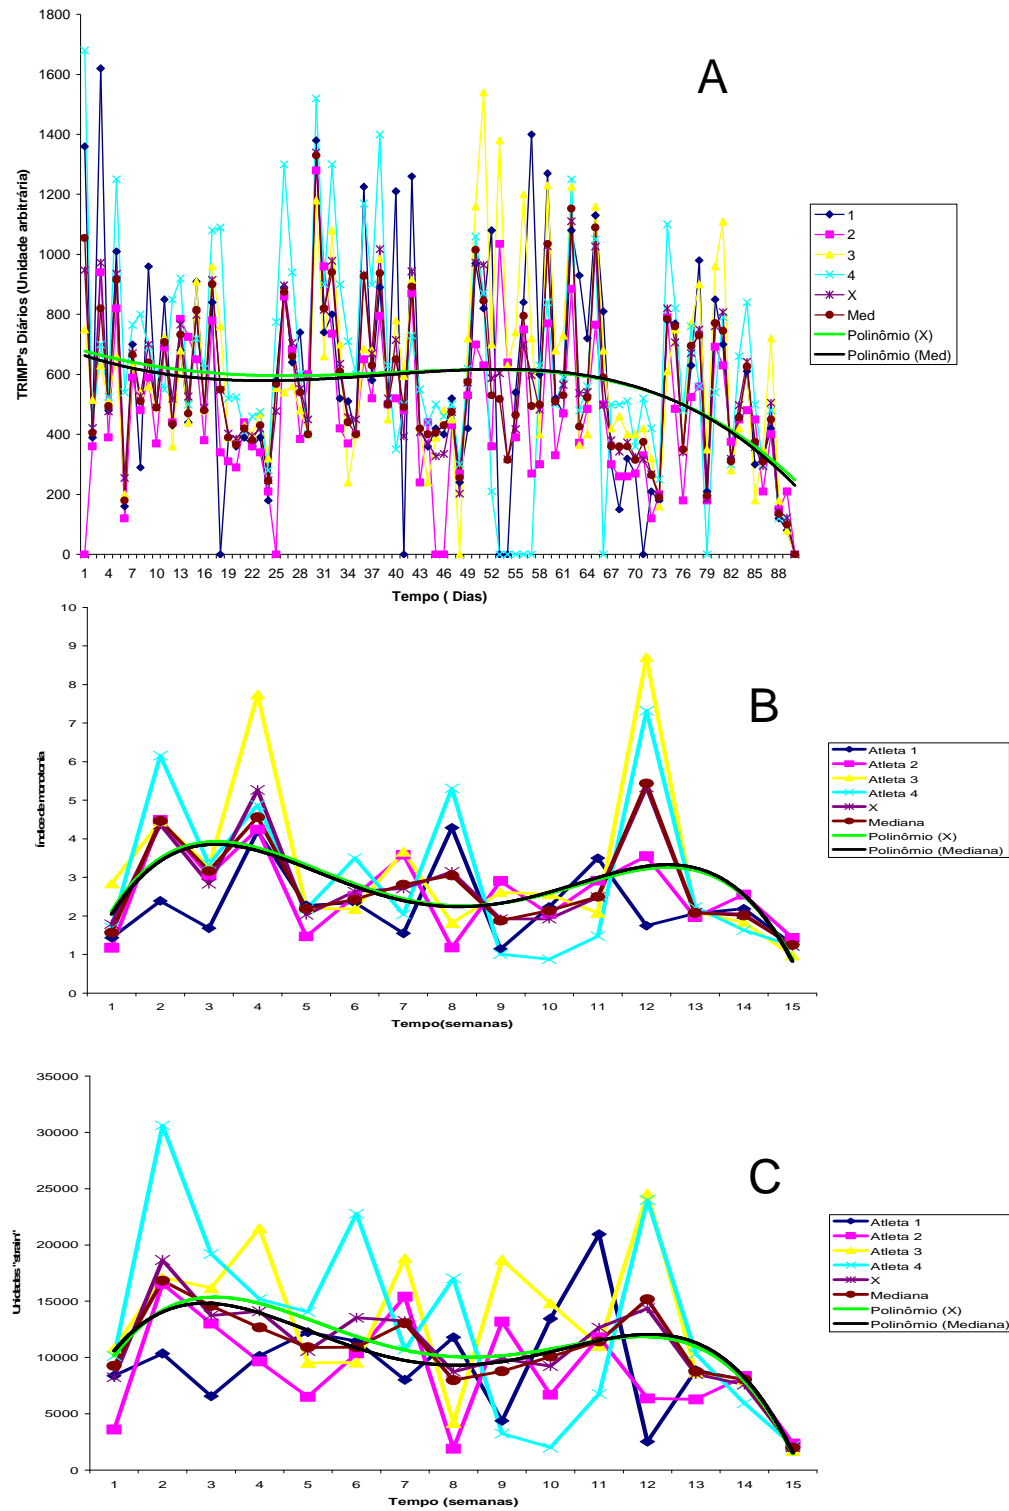 A
TRIMP's Diários (Unidade arbitrária)
1800
1600
1400
1200
1000
800
600
400
200
0
1 4 7 10 13 16 19 22 25 28 31 34 37 40 43 46 49 52 55 58 61 64 67 70 73 76 79 82 85 88
Tempo ( Dias)
1
2
3
4
X
Med
Polinômio (X)
Polinômio (Med)
B
Índice de monotonia
10
9
8
7
6
5
4
3
2
1
0
1 2 3 4 5 6 7 8 9 10 11 12 13 14 15
Tempo(semanas)
Atleta 1
Atleta 2
Atleta 3
Atleta 4
X
Mediana
Polinômio (X)
Polinômio (Mediana)
C
Unidades "strain"
35000
30000
25000
20000
15000
10000
5000
0
1 2 3 4 5 6 7 8 9 10 11 12 13 14 15
Tempo (semanas)
Atleta 1
Atleta 2
Atleta 3
Atleta 4
X
Mediana
Polinômio (X)
Polinômio (Mediana)